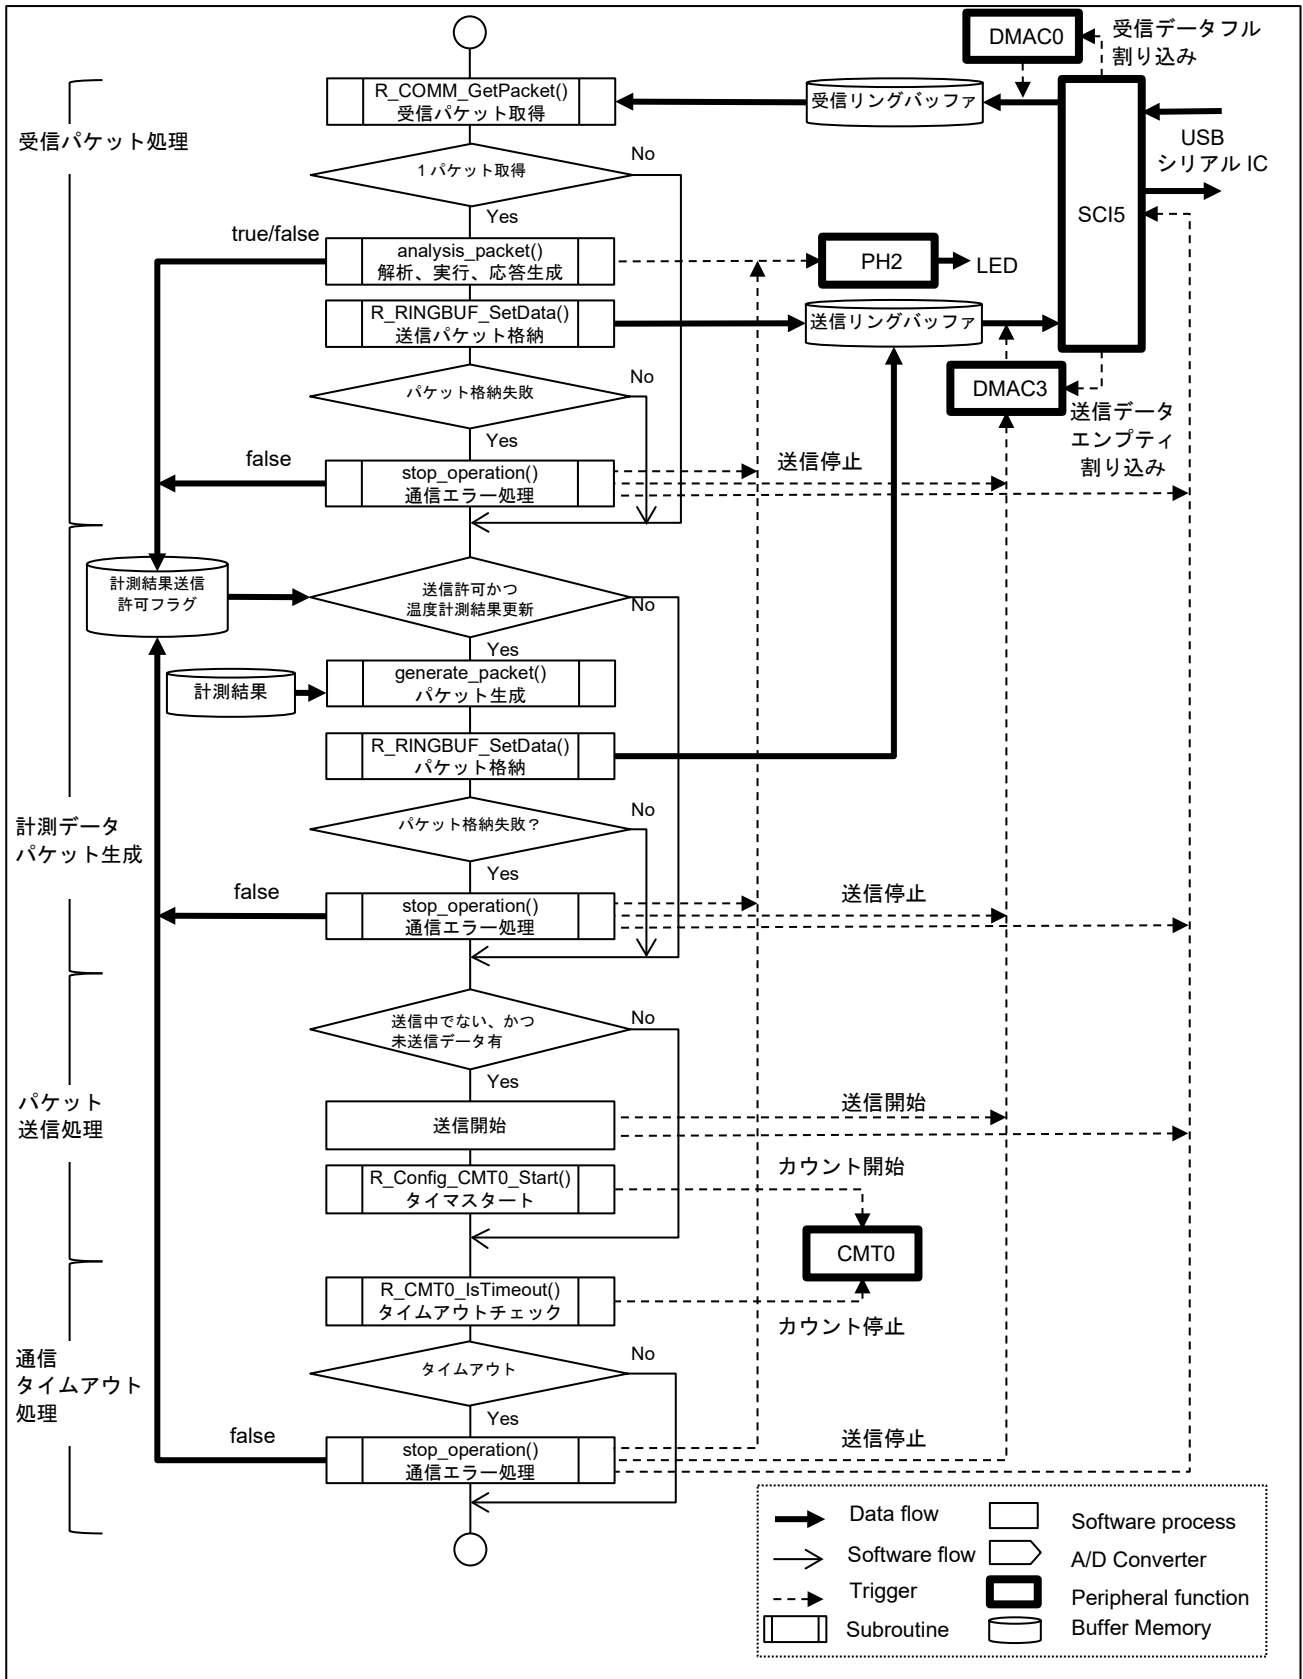 DMAC0
受信データフル
割り込み
R_COMM_GetPacket()
受信パケット取得
受信リングバッファ
受信パケット処理
USB
シリアル IC
No
1 パケット取得
Yes
SCI5
true/false
analysis_packet()
解析、実行、応答生成
PH2
LED
R_RINGBUF_SetData()
送信パケット格納
送信リングバッファ
No
パケット格納失敗
DMAC3
送信データ
エンプティ
割り込み
Yes
false
stop_operation()
通信エラー処理
送信停止
計測結果送信
許可フラグ
送信許可かつ
温度計測結果更新
No
Yes
計測結果
generate_packet()
パケット生成
R_RINGBUF_SetData()
パケット格納
No
計測データ
パケット生成
パケット格納失敗？
Yes
false
stop_operation()
通信エラー処理
送信停止
送信中でない、かつ
未送信データ有
No
Yes
パケット
送信処理
送信開始
送信開始
R_Config_CMT0_Start()
タイマスタート
カウント開始
CMT0
R_CMT0_IsTimeout()
タイムアウトチェック
カウント停止
通信
タイムアウト
処理
No
タイムアウト
Yes
false
stop_operation()
通信エラー処理
送信停止
Data flow
Software process
Software flow
A/D Converter
Trigger
Peripheral function
Subroutine
Buffer Memory